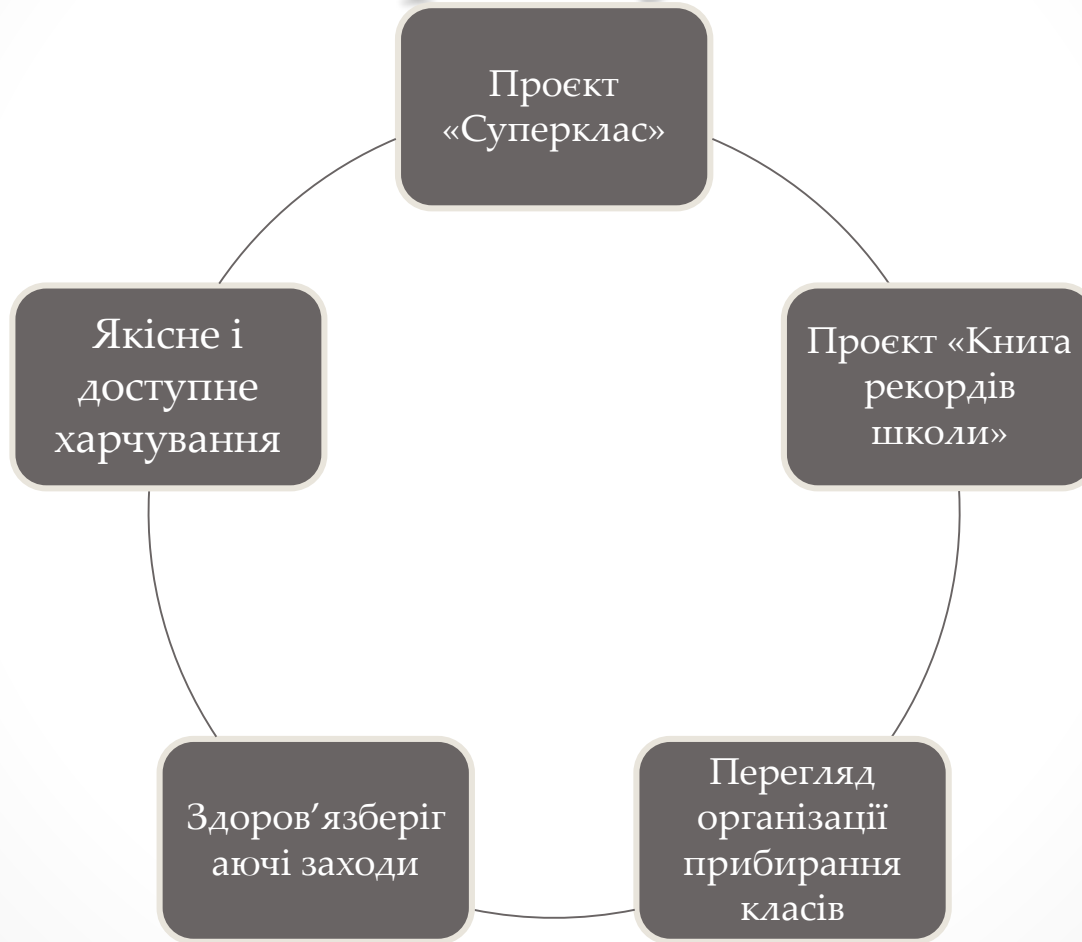 Проєкт
«Суперклас»
Проєкт «Книга
рекордів
школи»
Перегляд
організації
прибирання
класів
Здоров’язберіг
аючі заходи
Якісне і
доступне
харчування